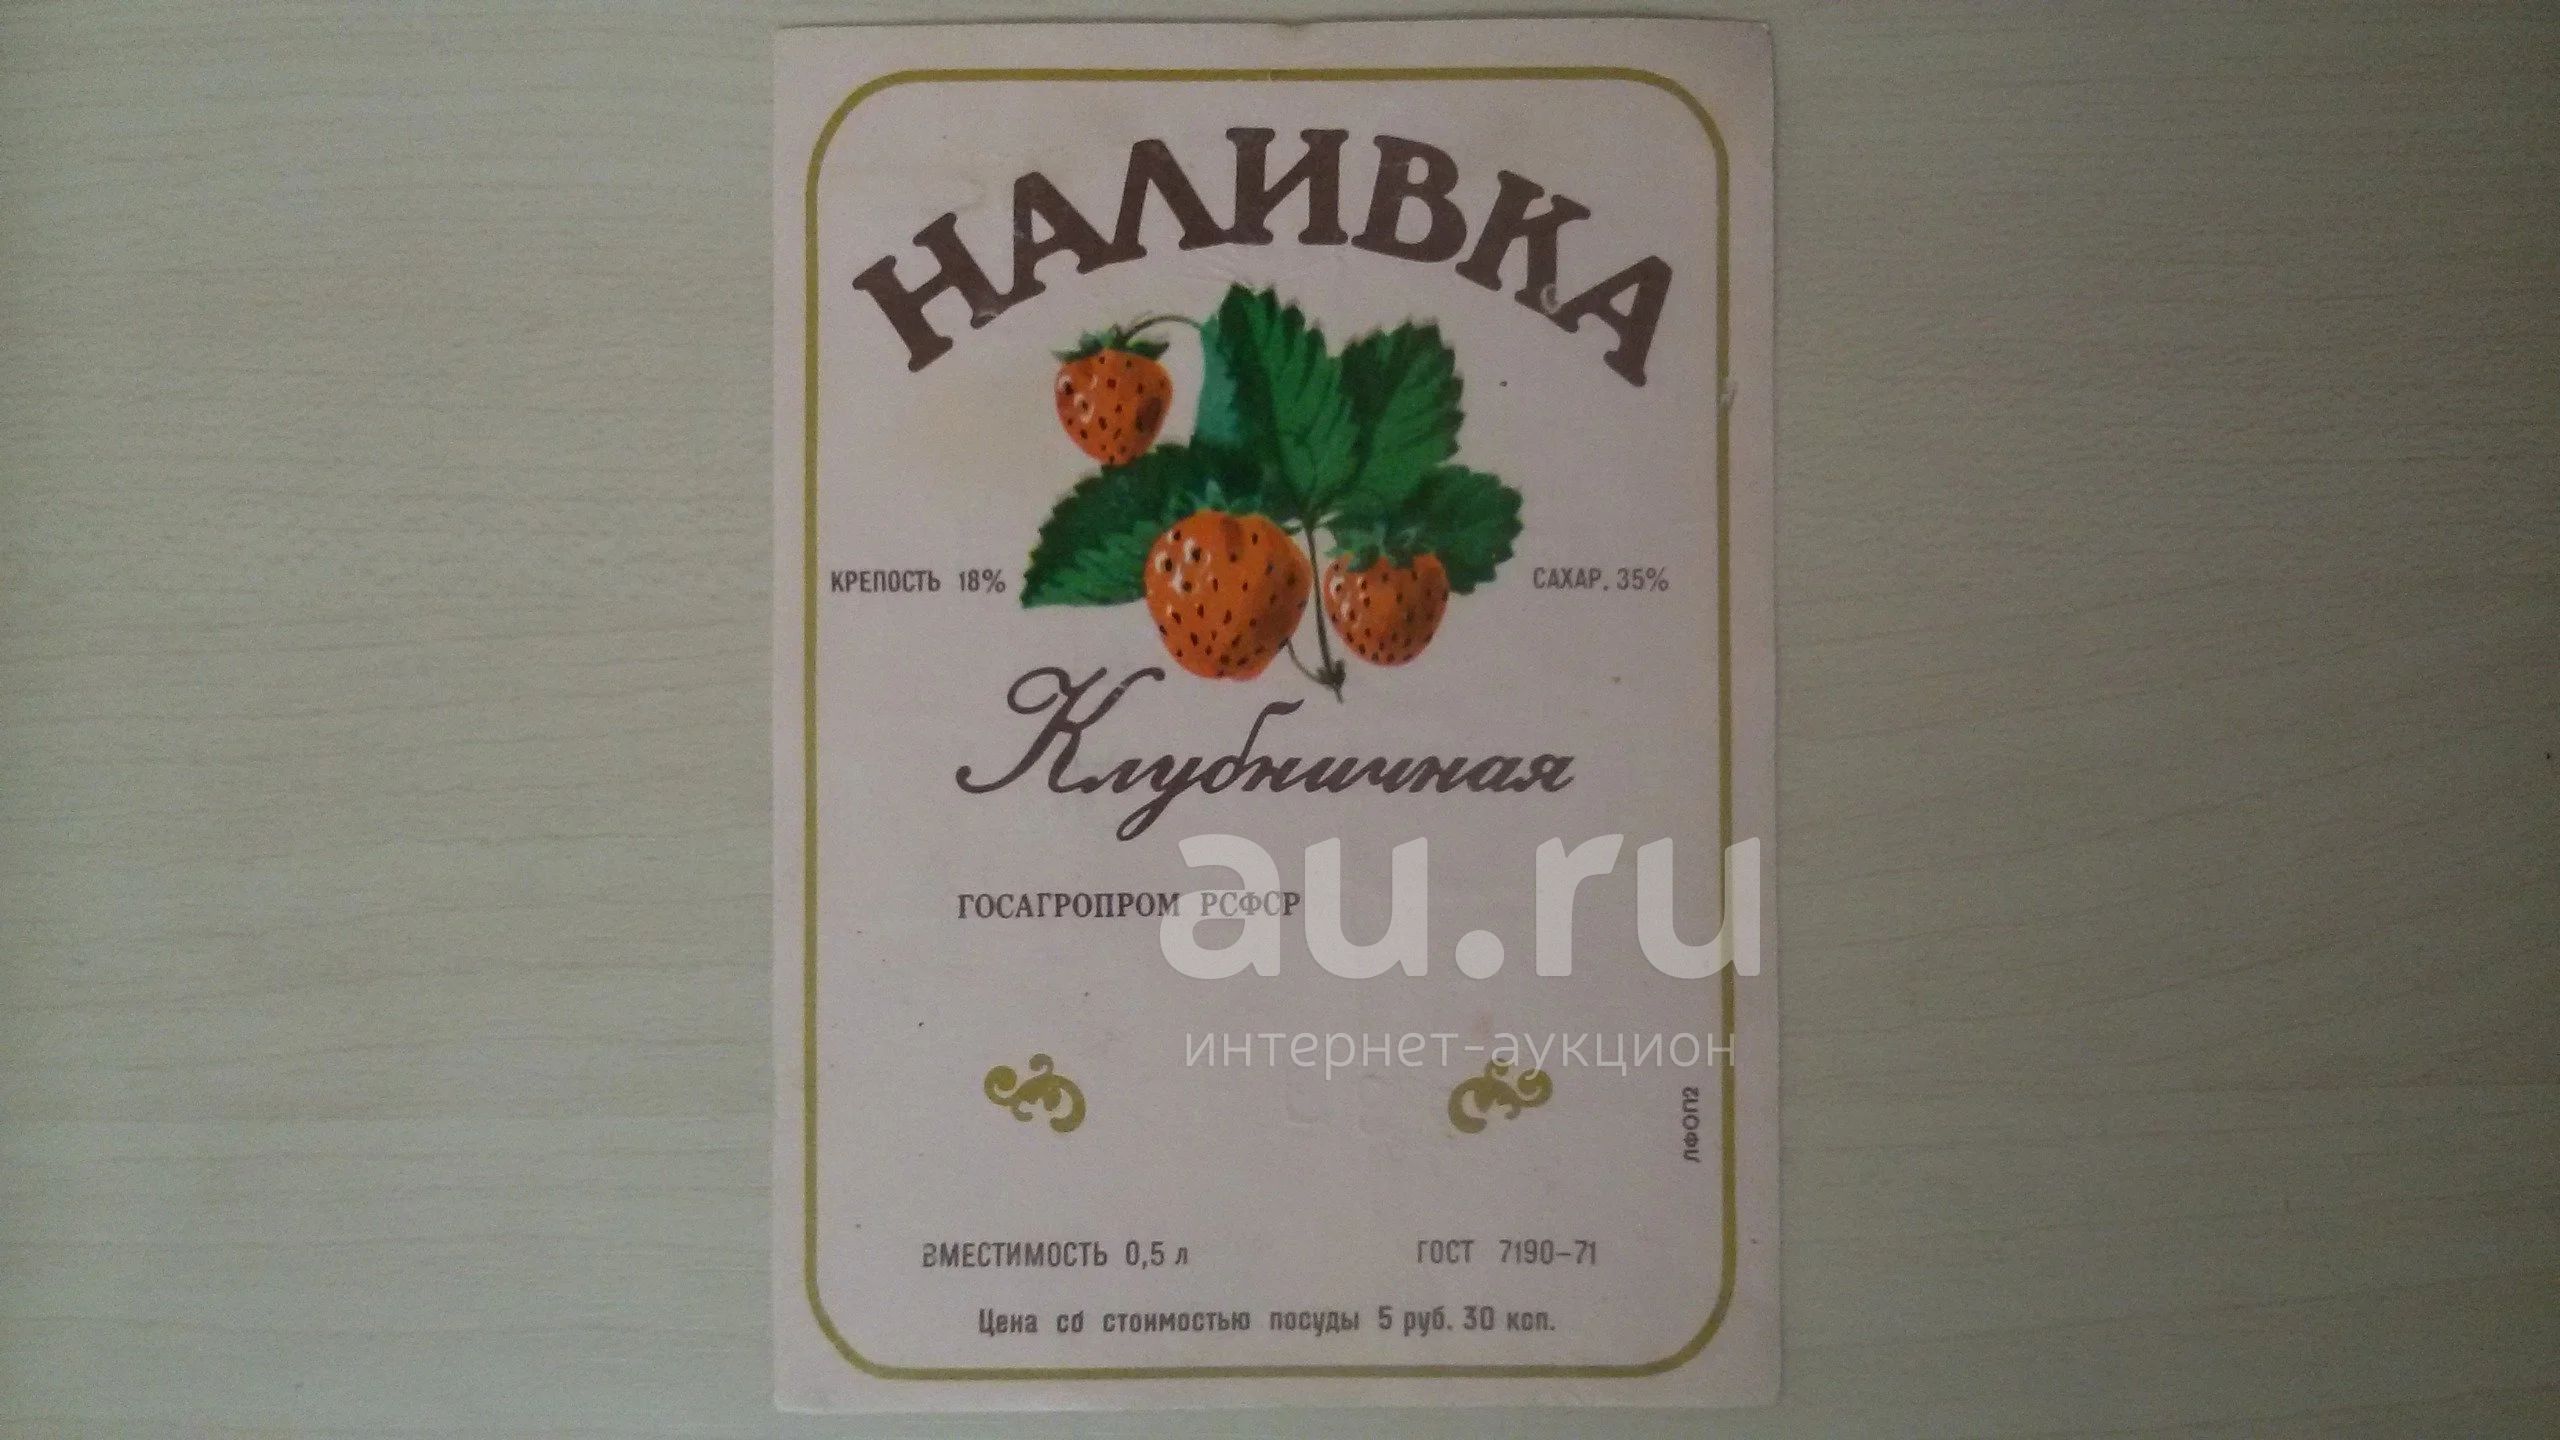 НАЛИВКА
КРЕПОСТЬ 18%
САХАР. 35%
Клубничная
ГОСАГРОПРОМ РСФСР
au.ru
интернет-аукцион
ЛФОП2
ВМЕСТИМОСТЬ 0,5 л
ГОСТ 7190-71
Цена со стоимостью посуды 5 руб. 30 коп.